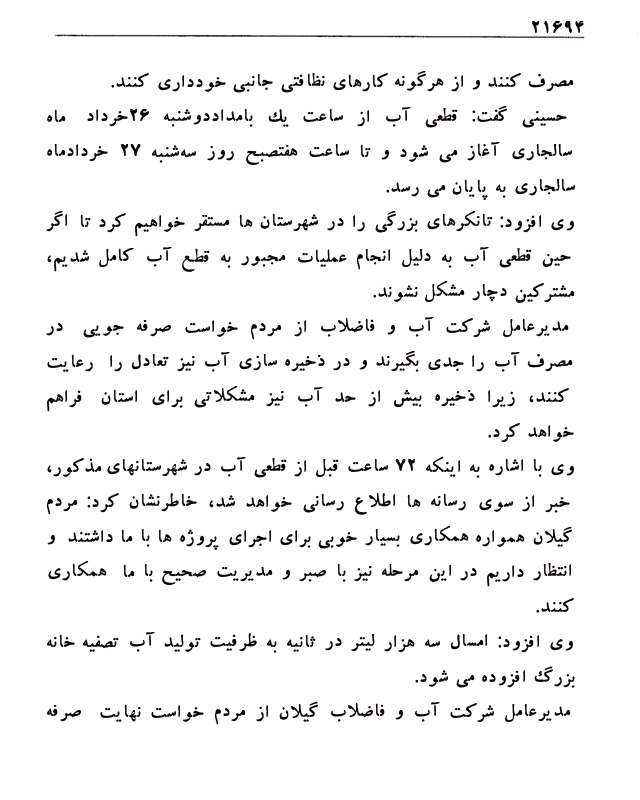 ۲۱۶۹۴
مصرف کنند و از هرگونه کارهای نظافتی جانبی خودداری کنند.
حسینی گفت: قطعی آب از ساعت یك بامداددوشنبه ۲۶خرداد ماه
سالجاری آغاز می شود و تا ساعت هفتصبح روز سه‌شنبه ۲۷ خردادماه
سالجاری به پایان می رسد.
وی افزود: تانکرهای بزرگی را در شهرستان ها مستقر خواهیم کرد تا اگر
حین قطعی آب به دلیل انجام عملیات مجبور به قطع آب کامل شدیم،
مشترکین دچار مشکل نشوند.
مدیرعامل شرکت آب و فاضلاب از مردم خواست صرفه جویی در
مصرف آب را جدی بگیرند و در ذخیره سازی آب نیز تعادل را رعایت
کنند، زیرا ذخیره بیش از حد آب نیز مشکلاتی برای استان فراهم
خواهد کرد.
وی با اشاره به اینکه ۷۲ ساعت قبل از قطعی آب در شهرستانهای مذکور،
خبر از سوی رسانه ها اطلاع رسانی خواهد شد، خاطرنشان کرد: مردم
گیلان همواره همکاری بسیار خوبی برای اجرای پروژه ها با ما داشتند و
انتظار داریم در این مرحله نیز با صبر و مدیریت صحیح با ما همکاری
کنند.
وی افزود: امسال سه هزار لیتر در ثانیه به ظرفیت تولید آب تصفیه خانه
بزرگ افزوده می شود.
مدیرعامل شرکت آب و فاضلاب گیلان از مردم خواست نهایت صرفه